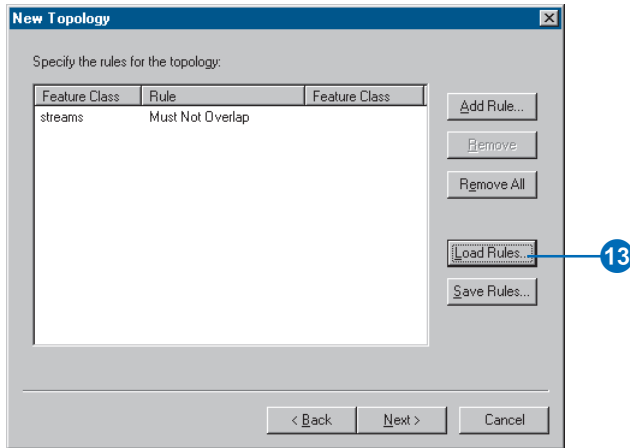 New Topology
Specify the rules for the topology:
Feature Class Rule Feature Class
streams Must Not Overlap
Add Rule...
Remove
Remove All
Load Rules...
13
Save Rules...
< Back Next > Cancel